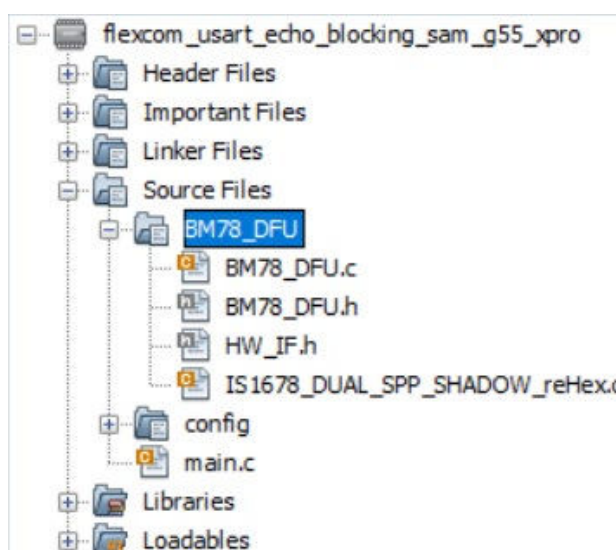 flexcom_usart_echo_blocking_sam_g55_xpro
Header Files
Important Files
Linker Files
Source Files
BM78_DFU
BM78_DFU.c
BM78_DFU.h
HW_IF.h
IS1678_DUAL_SPP_SHADOW_reHex.c
config
main.c
Libraries
Loadables